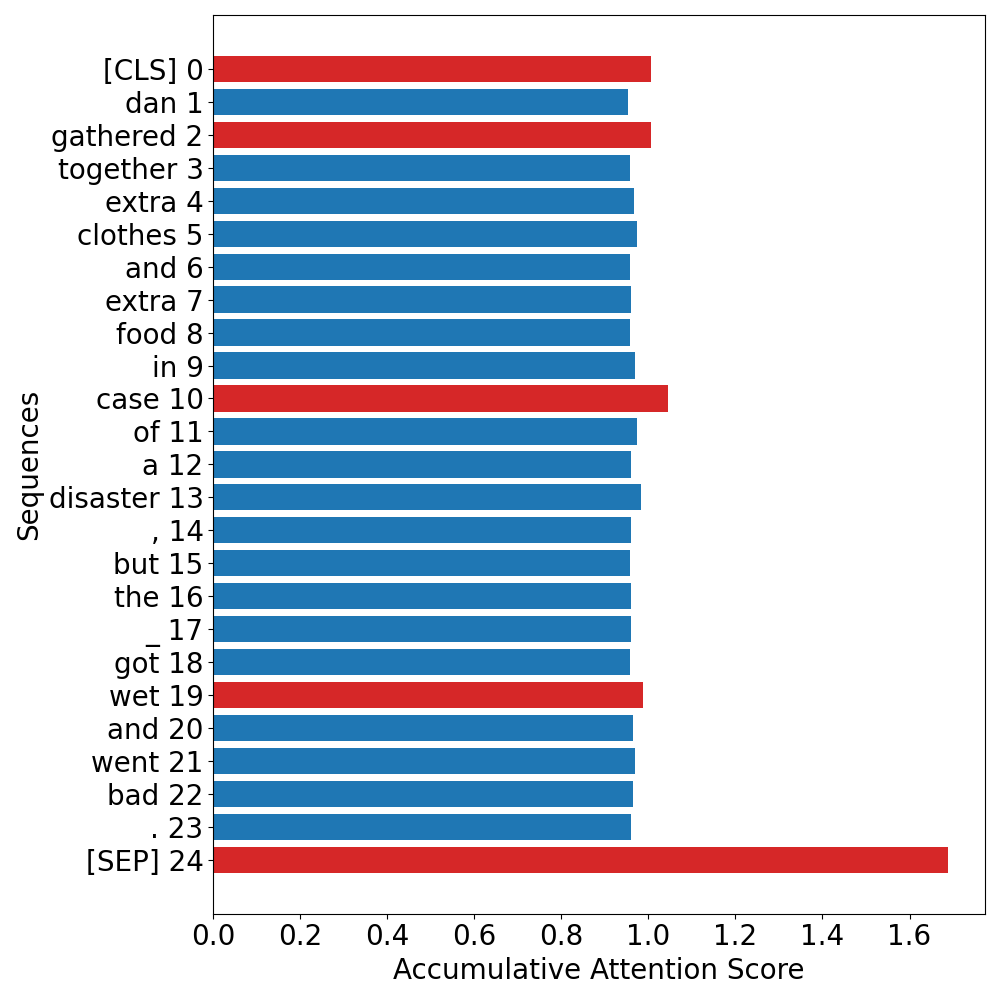 [CLS] 0
dan 1
gathered 2
together 3
extra 4
clothes 5
and 6
extra 7
food 8
in 9
case 10
of 11
a 12
disaster 13
, 14
but 15
the 16
_ 17
got 18
wet 19
and 20
went 21
bad 22
. 23
[SEP] 24
Sequences
0.0 0.2 0.4 0.6 0.8 1.0 1.2 1.4 1.6
Accumulative Attention Score